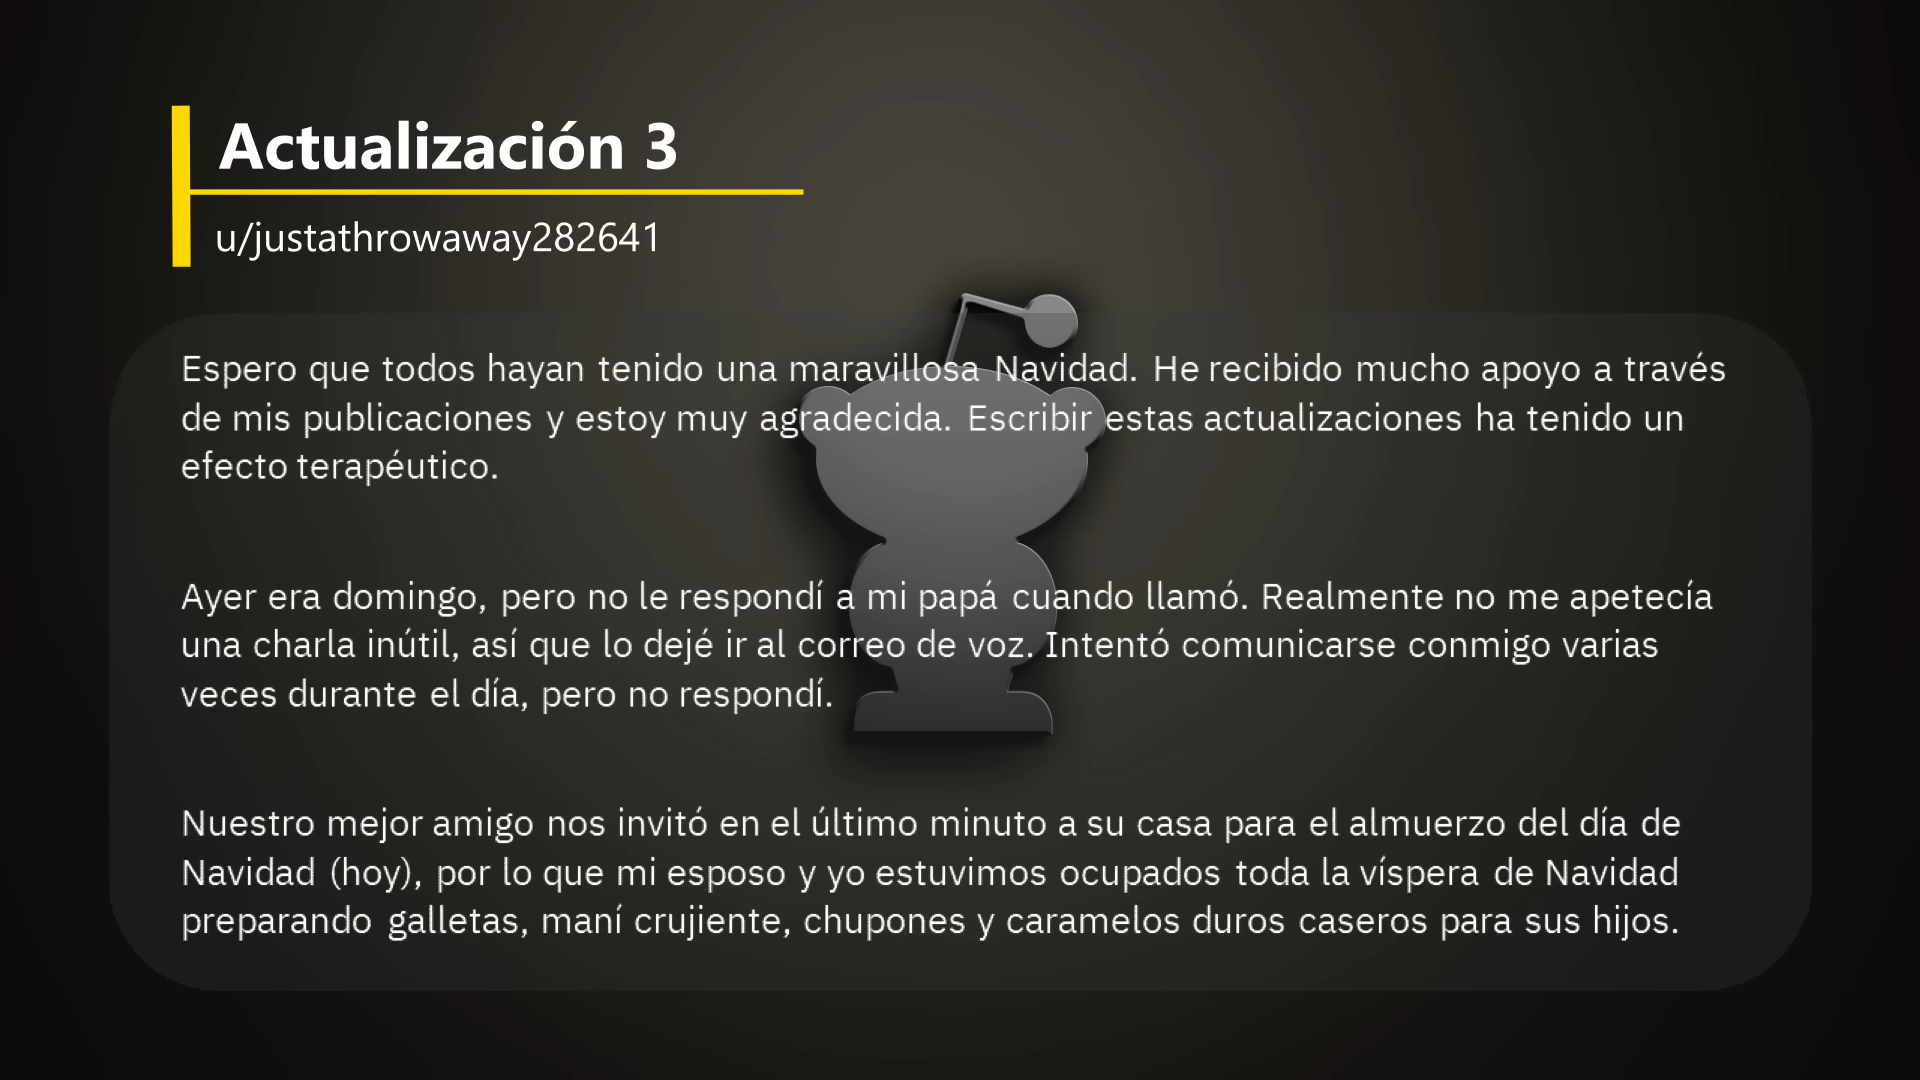 Actualización 3
u/justathrowaway282641
Espero que todos hayan tenido una maravillosa Navidad. He recibido mucho apoyo a través
de mis publicaciones y estoy muy agradecida. Escribir estas actualizaciones ha tenido un
efecto terapéutico.
Ayer era domingo, pero no le respondí a mi papá cuando llamó. Realmente no me apetecía
una charla inútil, así que lo dejé ir al correo de voz. Intentó comunicarse conmigo varias
veces durante el día, pero no respondí.
Nuestro mejor amigo nos invitó en el último minuto a su casa para el almuerzo del día de
Navidad (hoy), por lo que mi esposo y yo estuvimos ocupados toda la víspera de Navidad
preparando galletas, maní crujiente, chupones y caramelos duros caseros para sus hijos.